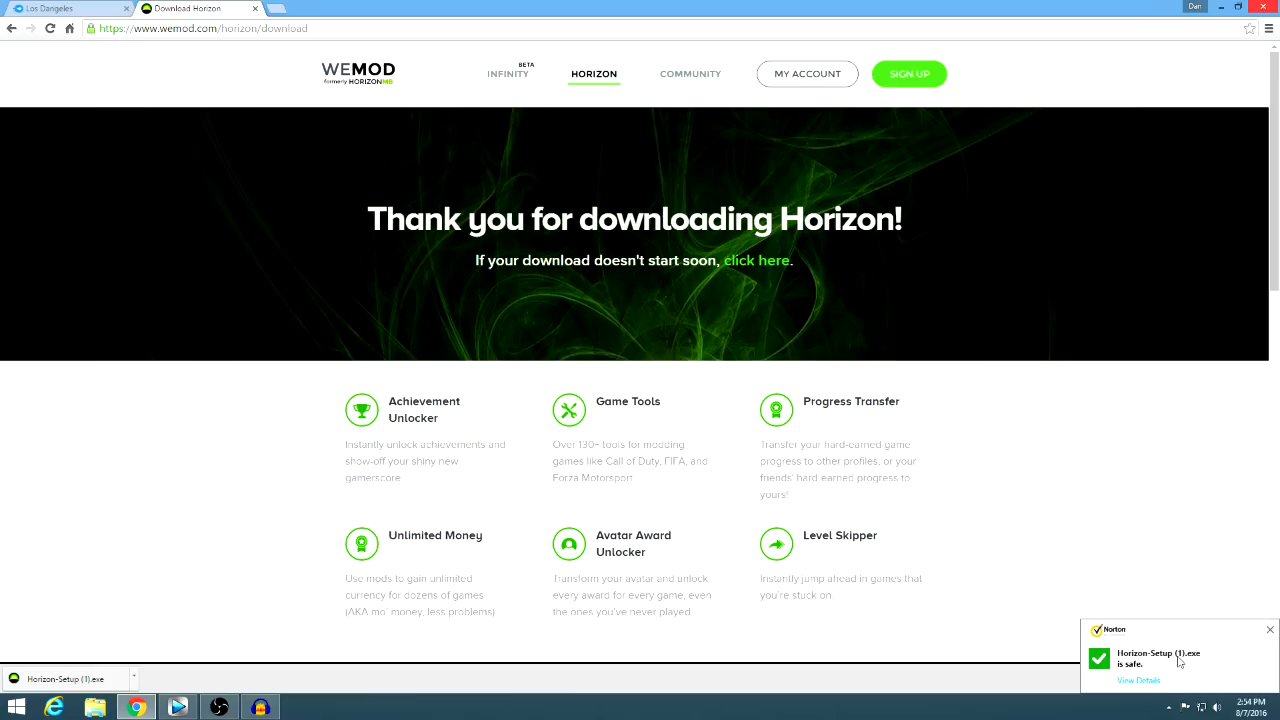 Los Dangeles
Download Horizon
Dan
https://www.wemod.com/horizon/download
WEMOD
formerly HORIZONMB
INFINITY
BETA
HORIZON
COMMUNITY
MY ACCOUNT
SIGN UP
Thank you for downloading Horizon!
If your download doesn't start soon, click here.
Achievement
Unlocker
Instantly unlock achievements and
show-off your shiny new
gamerscore
Game Tools
Over 130+ tools for modding
games like Call of Duty, FIFA, and
Forza Motorsport
Progress Transfer
Transfer your hard-earned game
progress to other profiles, or your
friends' hard earned progress to
yours!
Unlimited Money
Use mods to gain unlimited
currency for dozens of games
(AKA mo' money, less problems)
Avatar Award
Unlocker
Transform your avatar and unlock
every award for every game, even
the ones you've never played
Level Skipper
Instantly jump ahead in games that
you're stuck on.
Norton
Horizon-Setup (1).exe
is safe.
View Details
Horizon-Setup (1).exe
2:54 PM
8/7/2016